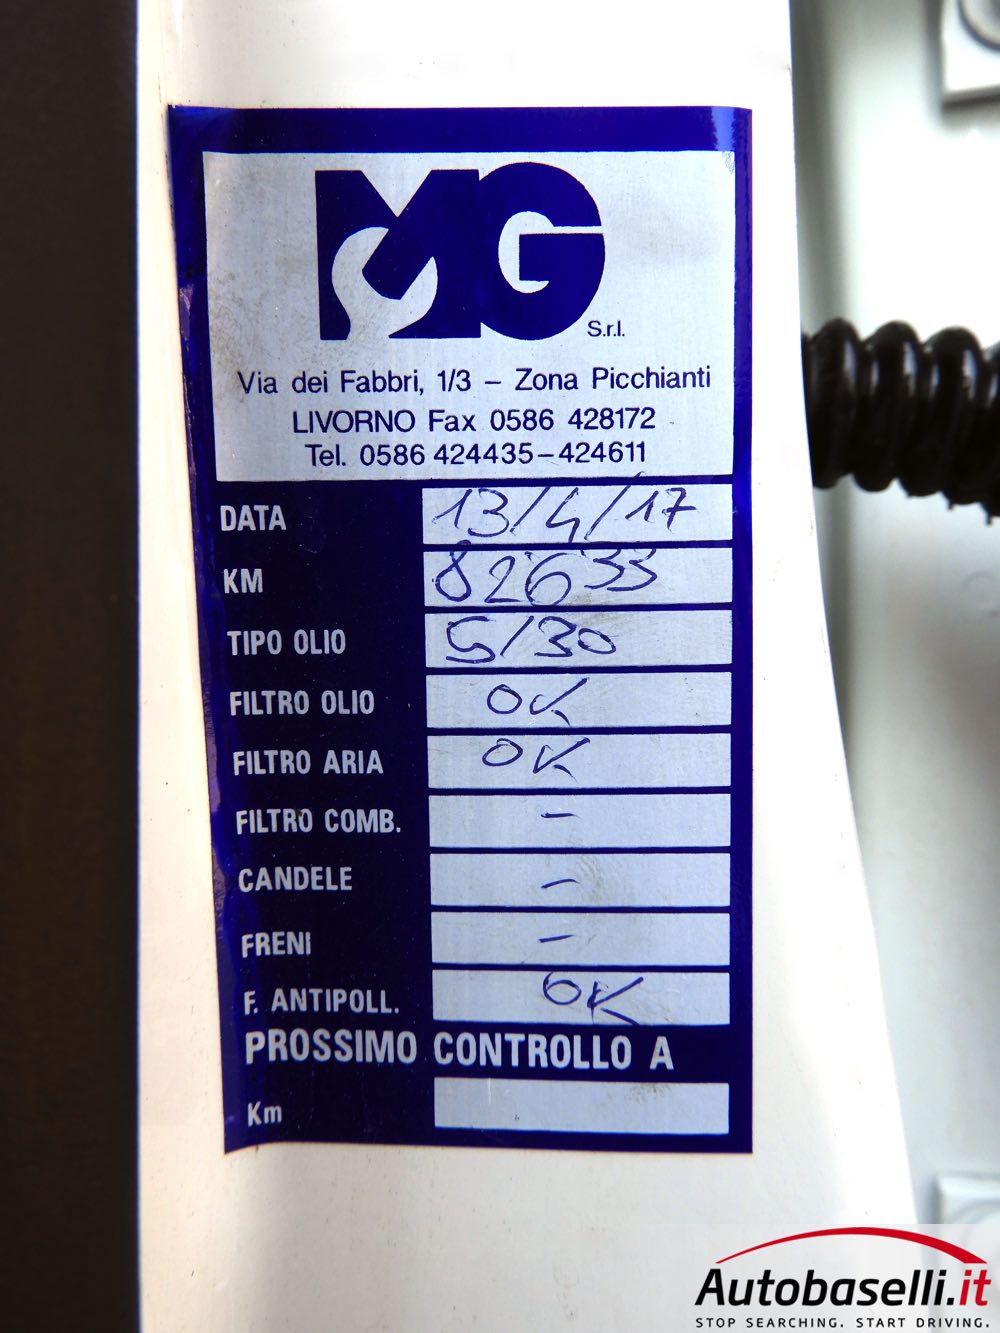 MG
S.r.l.
Via dei Fabbri, 1/3 – Zona Picchianti
LIVORNO Fax 0586 428172
Tel. 0586 424435–424611
DATA 13/4/17
KM 82633
TIPO OLIO 5/30
FILTRO OLIO OK
FILTRO ARIA OK
FILTRO COMB. –
CANDELE –
FRENI –
F. ANTIPOLL. OK
PROSSIMO CONTROLLO A
Km
Autobaselli.it
STOP SEARCHING. START DRIVING.